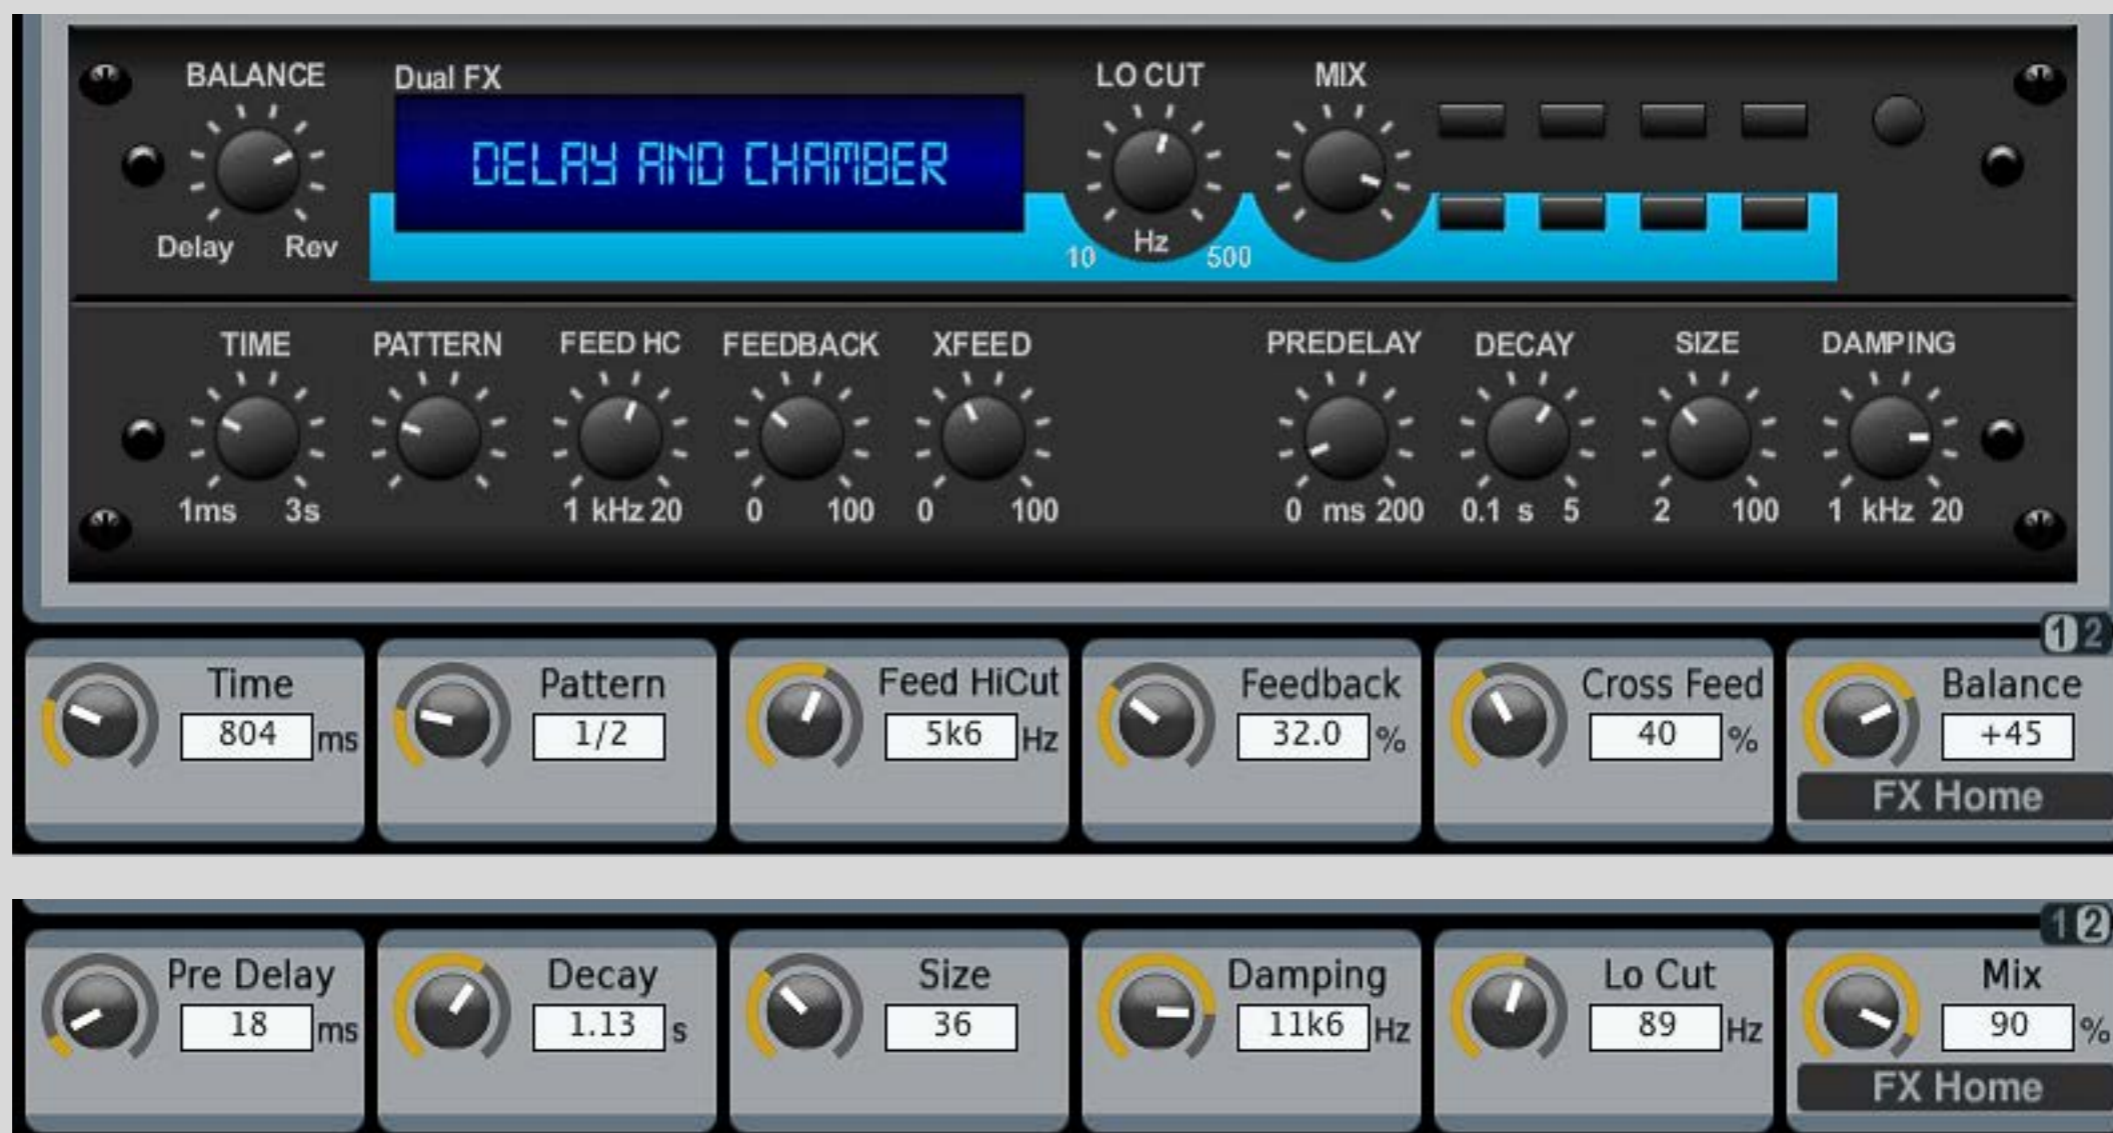 BALANCE
Dual FX
LO CUT
MIX
DELAY AND CHAMBER
Delay Rev
10 Hz 500
TIME PATTERN FEED HC FEEDBACK XFEED PREDELAY DECAY SIZE DAMPING
1ms 3s 1 kHz 20 0 100 0 100 0 ms 200 0.1 s 5 2 100 1 kHz 20
1 2
Time Pattern Feed HiCut Feedback Cross Feed Balance
804 ms 1/2 5k6 Hz 32.0 % 40 % +45
FX Home
1 2
Pre Delay Decay Size Damping Lo Cut Mix
18 ms 1.13 s 36 11k6 Hz 89 Hz 90 %
FX Home